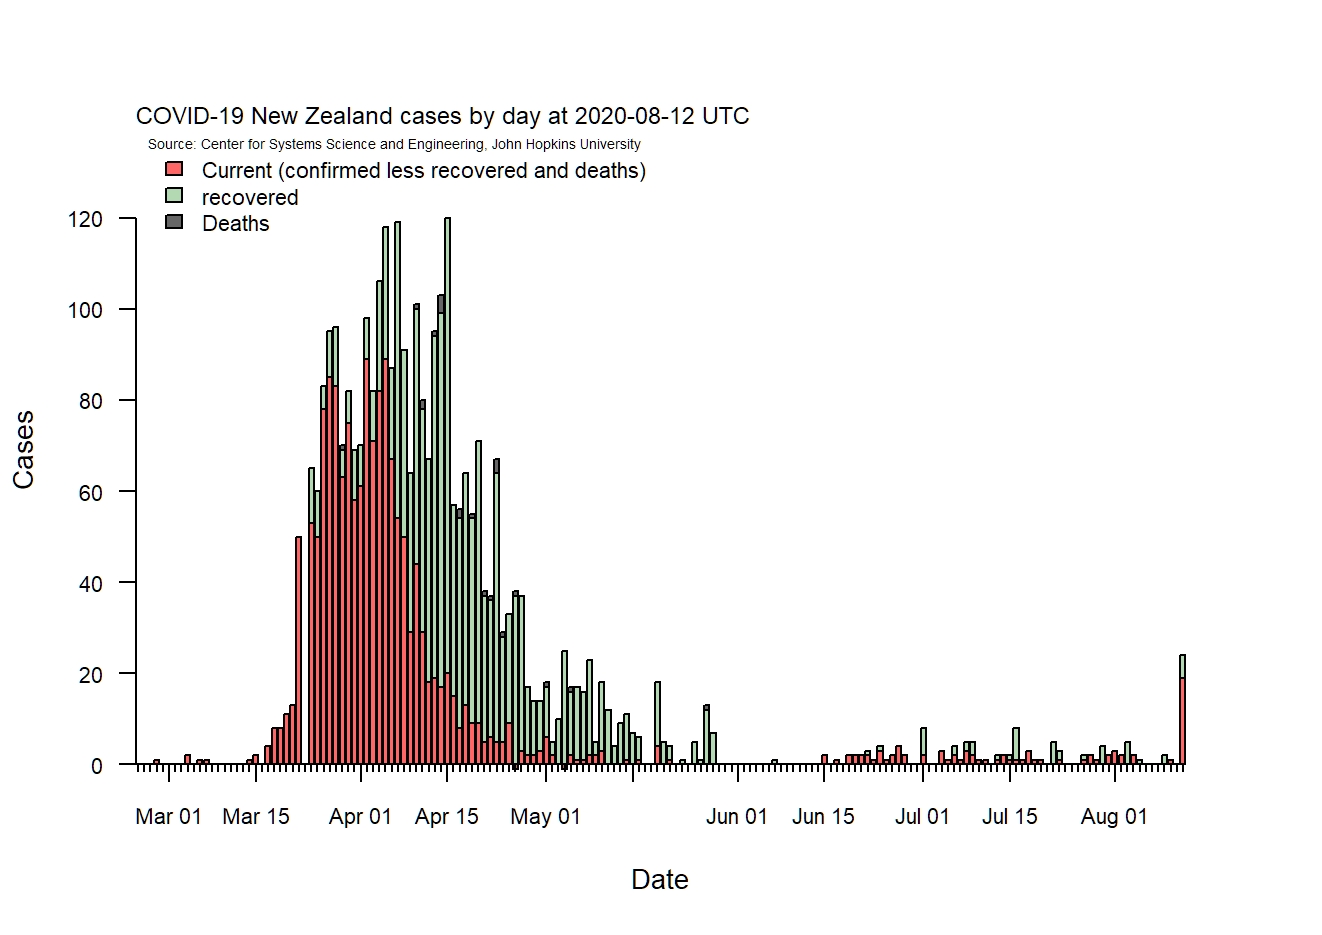 COVID-19 New Zealand cases by day at 2020-08-12 UTC
Source: Center for Systems Science and Engineering, John Hopkins University
Current (confirmed less recovered and deaths)
recovered
Deaths
120
100
80
60
40
20
0
Cases
Mar 01 Mar 15 Apr 01 Apr 15 May 01 Jun 01 Jun 15 Jul 01 Jul 15 Aug 01
Date